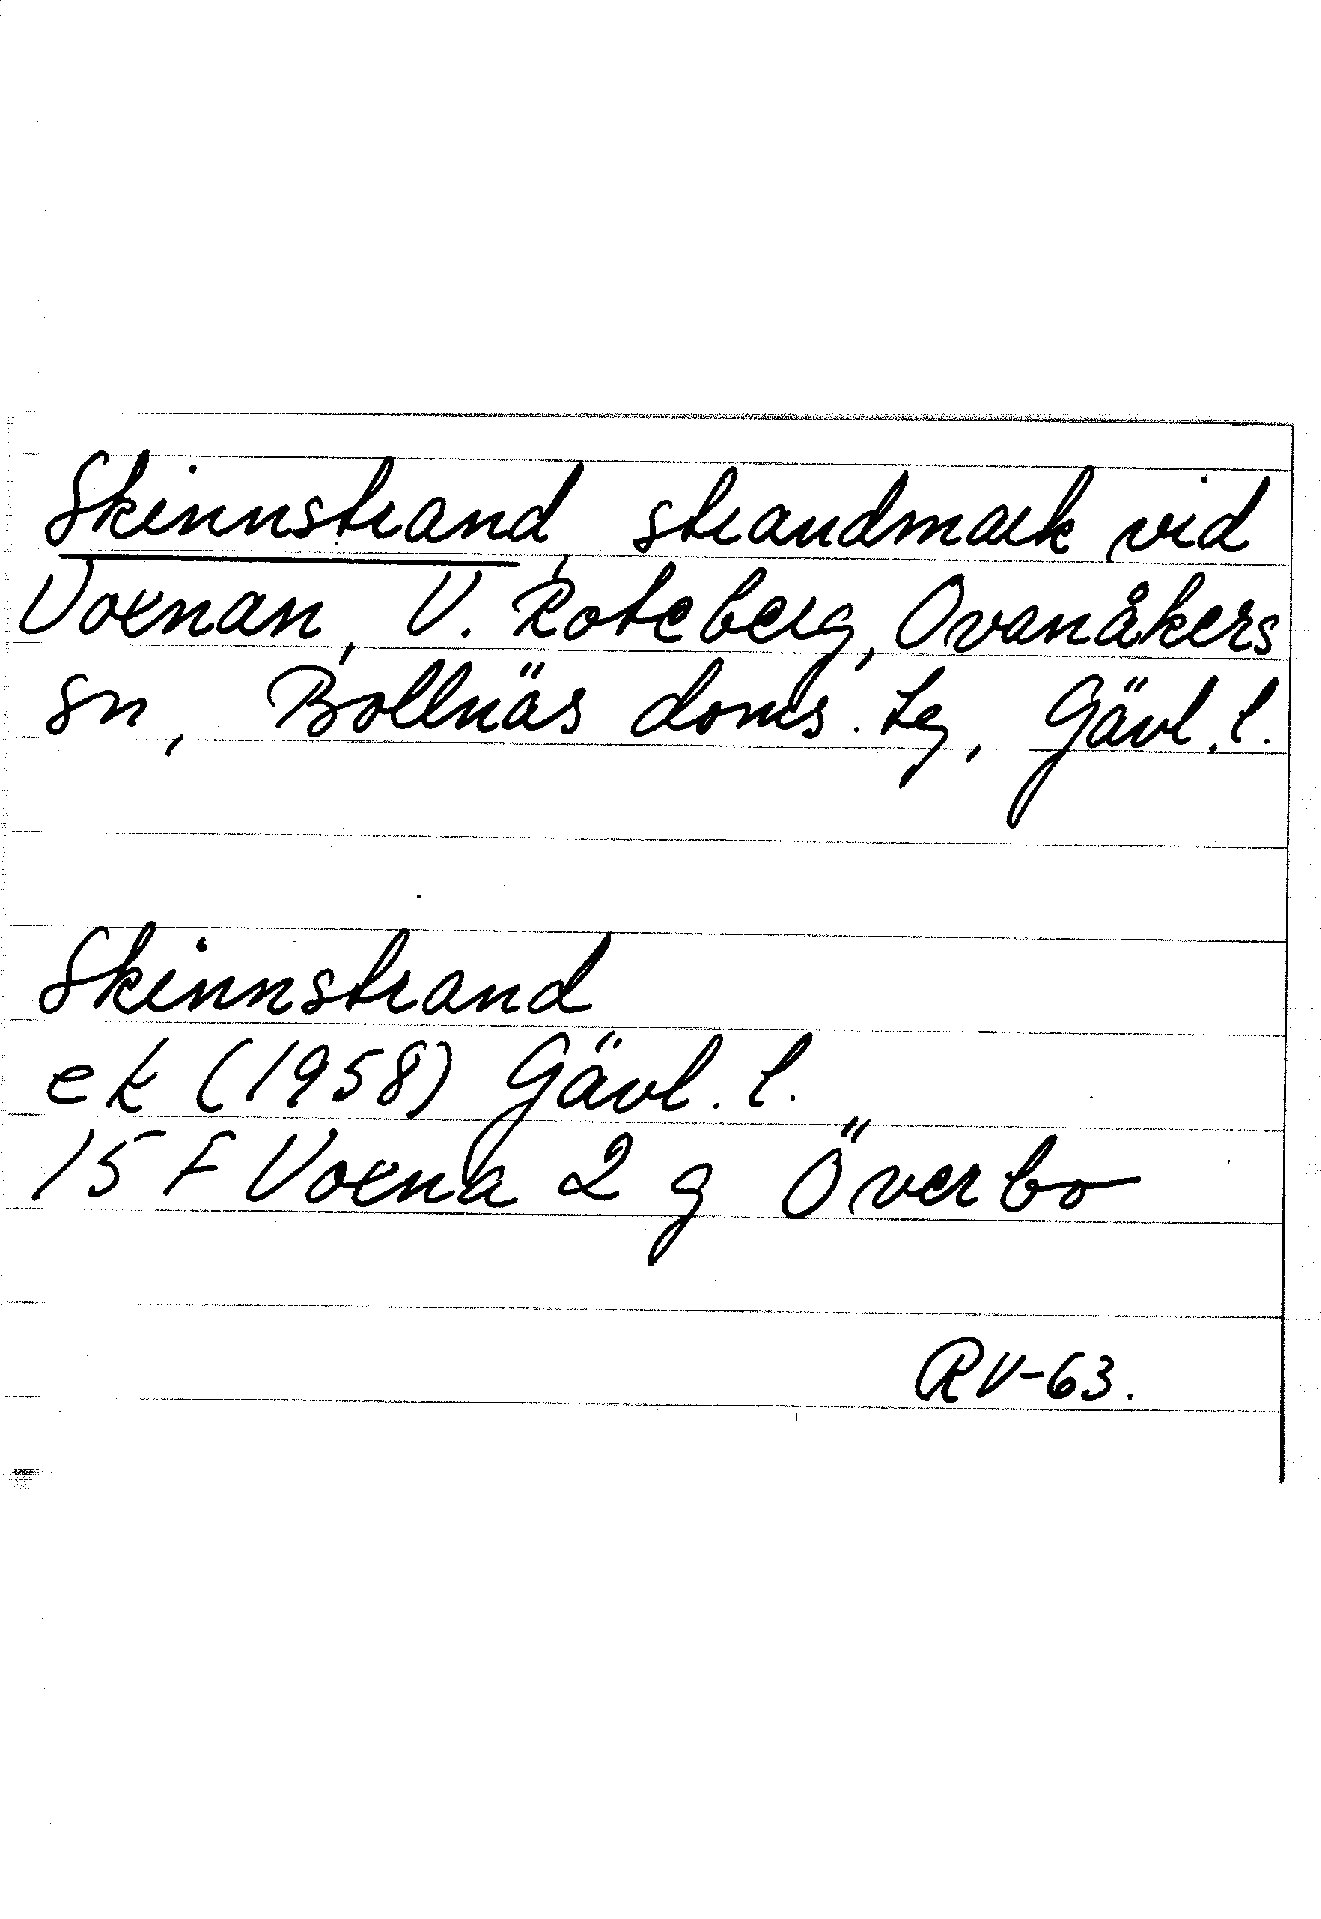 Skinnstrand, strandmark vid
Voxnan, V. Roteberg, Ovanåkers
sn, Bollnäs doms. tg, Gävl. l.
Skinnstrand
ek (1958) Gävl. l.
15 F Voxna 2 g Överbo
RV-63.